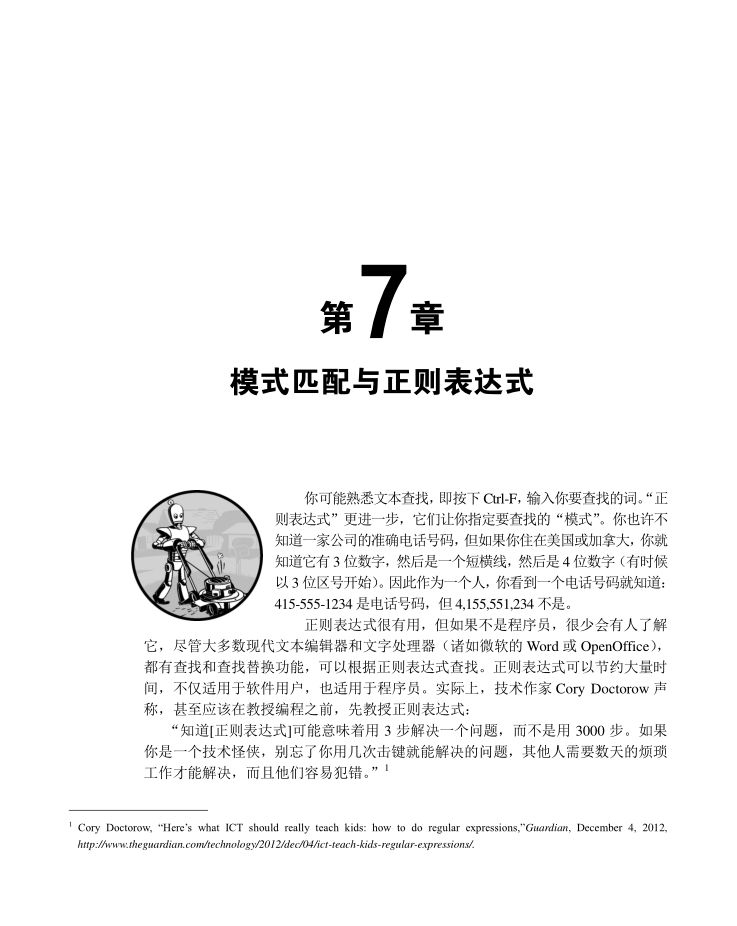 第7章
模式匹配与正则表达式
你可能熟悉文本查找，即按下 Ctrl-F，输入你要查找的词。“正
则表达式”更进一步，它们让你指定要查找的“模式”。你也许不
知道一家公司的准确电话号码，但如果你住在美国或加拿大，你就
知道它有 3 位数字，然后是一个短横线，然后是 4 位数字（有时候
以 3 位区号开始）。因此作为一个人，你看到一个电话号码就知道：
415-555-1234 是电话号码，但 4,155,551,234 不是。
正则表达式很有用，但如果不是程序员，很少会有人了解
它，尽管大多数现代文本编辑器和文字处理器（诸如微软的 Word 或 OpenOffice），
都有查找和查找替换功能，可以根据正则表达式查找。正则表达式可以节约大量时
间，不仅适用于软件用户，也适用于程序员。实际上，技术作家 Cory Doctorow 声
称，甚至应该在教授编程之前，先教授正则表达式：
“知道[正则表达式]可能意味着用 3 步解决一个问题，而不是用 3000 步。如果
你是一个技术怪侠，别忘了你用几次击键就能解决的问题，其他人需要数天的烦琐
工作才能解决，而且他们容易犯错。”1
1 Cory Doctorow, “Here’s what ICT should really teach kids: how to do regular expressions,”Guardian, December 4, 2012,
http://www.theguardian.com/technology/2012/dec/04/ict-teach-kids-regular-expressions/.